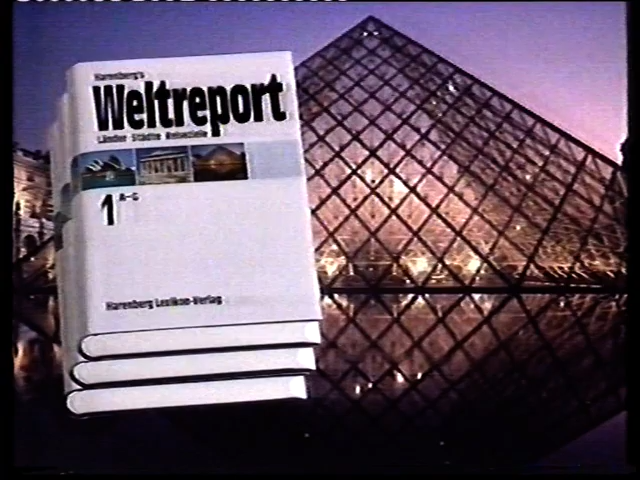 Harenberg's
Weltreport
Länder Städte Reiseziele
1 A-G
Harenberg Lexikon-Verlag